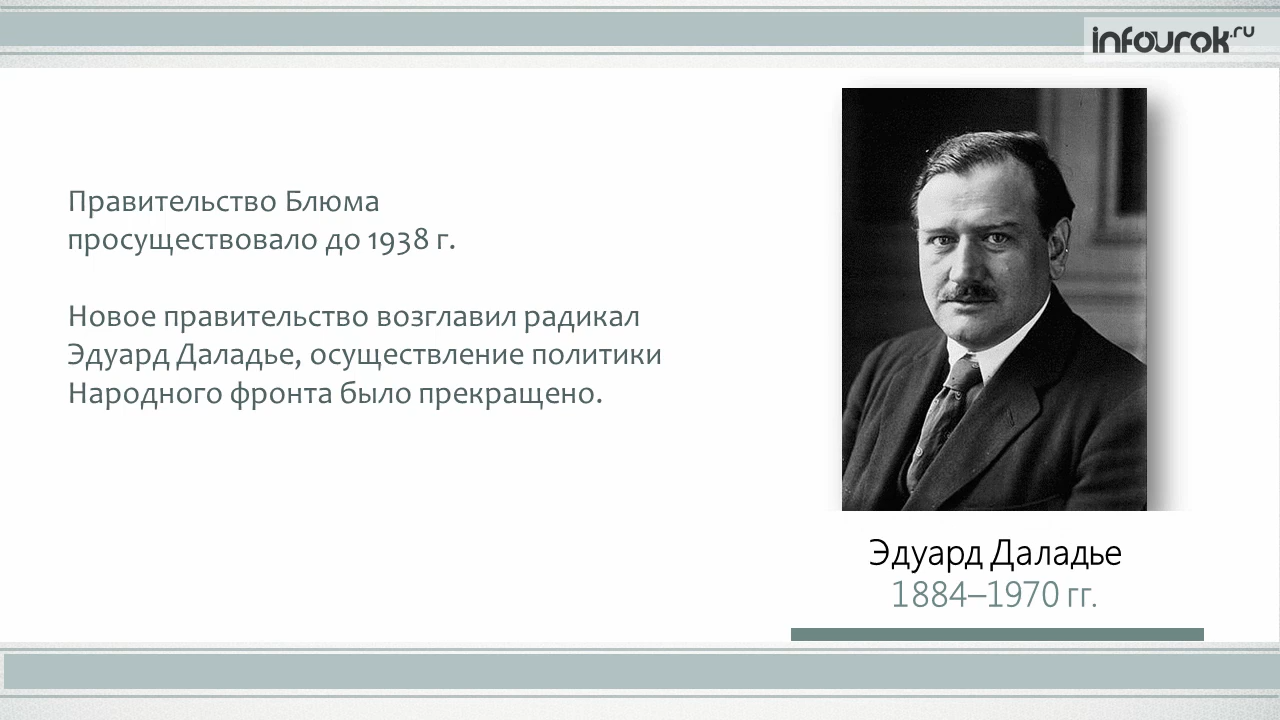 infourok.ru
Правительство Блюма
просуществовало до 1938 г.
Новое правительство возглавил радикал
Эдуард Даладье, осуществление политики
Народного фронта было прекращено.
Эдуард Даладье
1884–1970 гг.